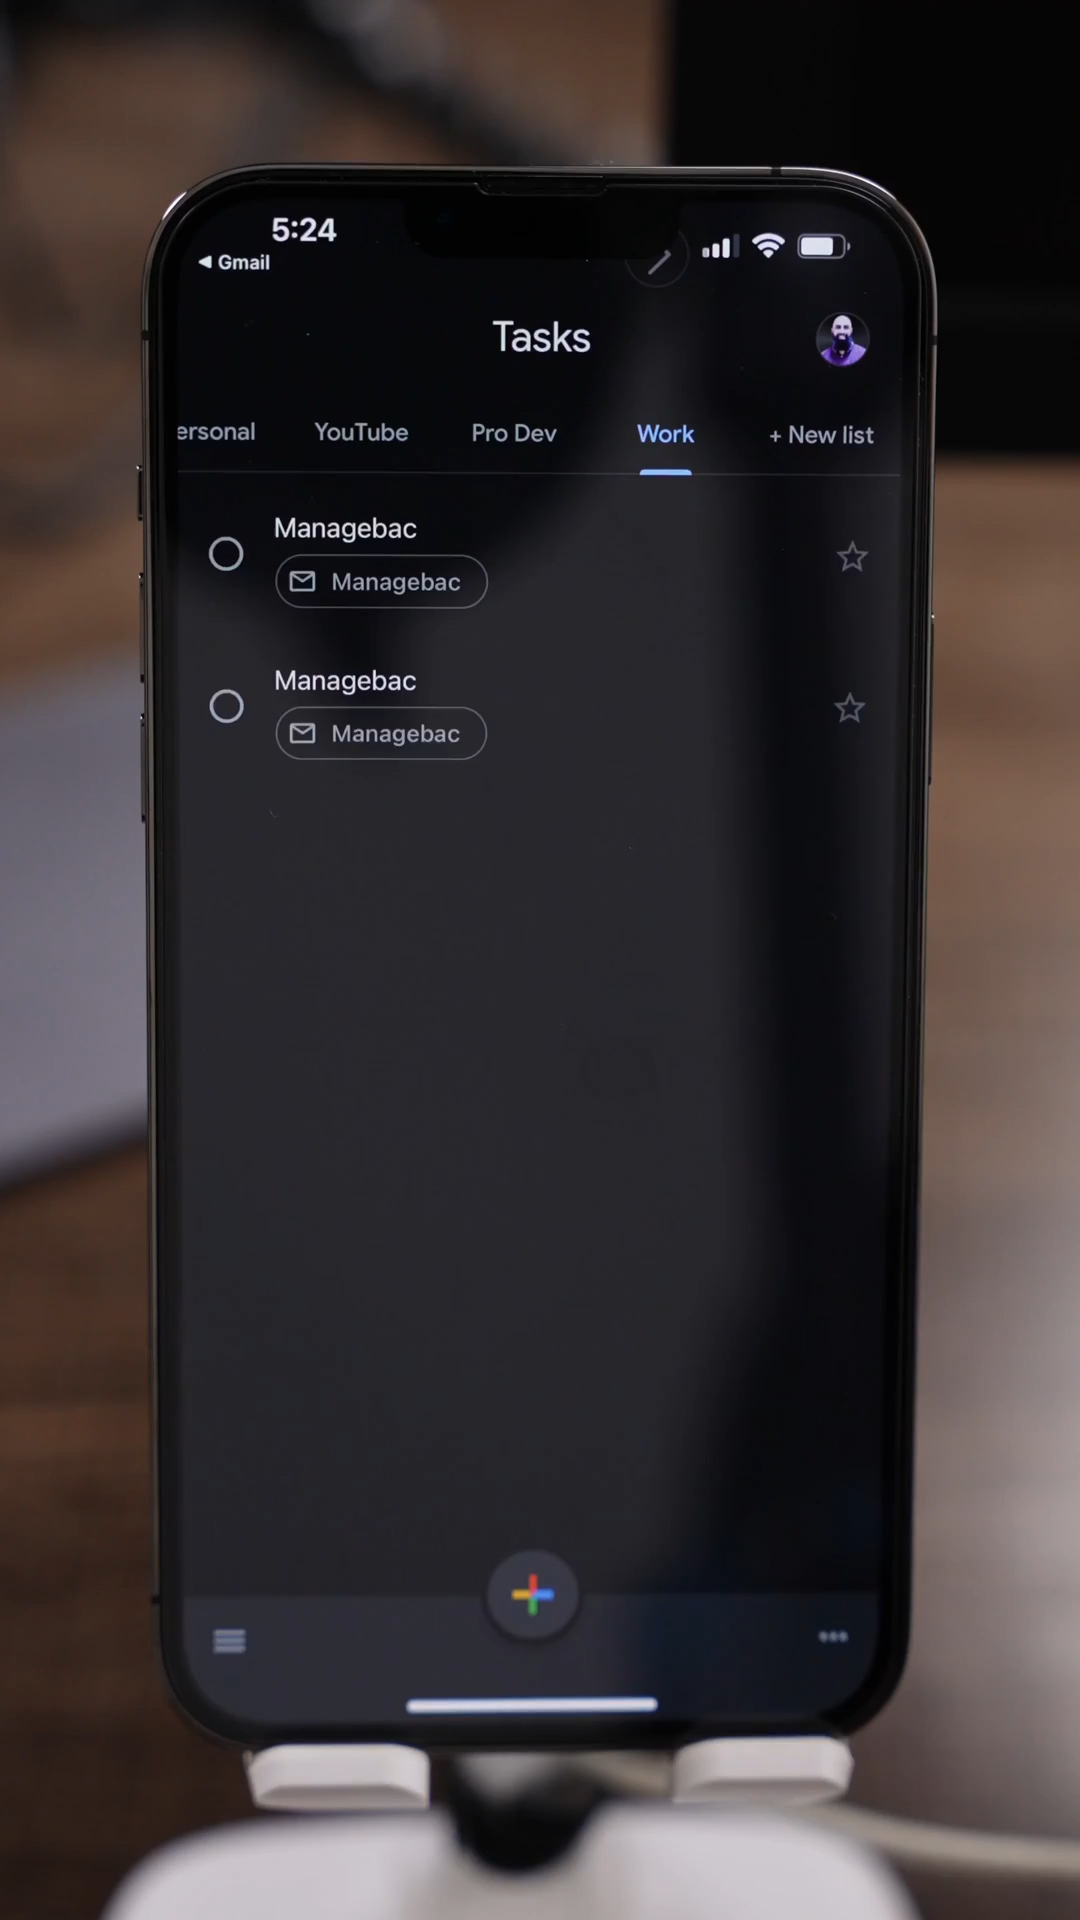 5:24
◀ Gmail
Tasks
ersonal YouTube Pro Dev Work + New list
Managebac
Managebac
Managebac
Managebac